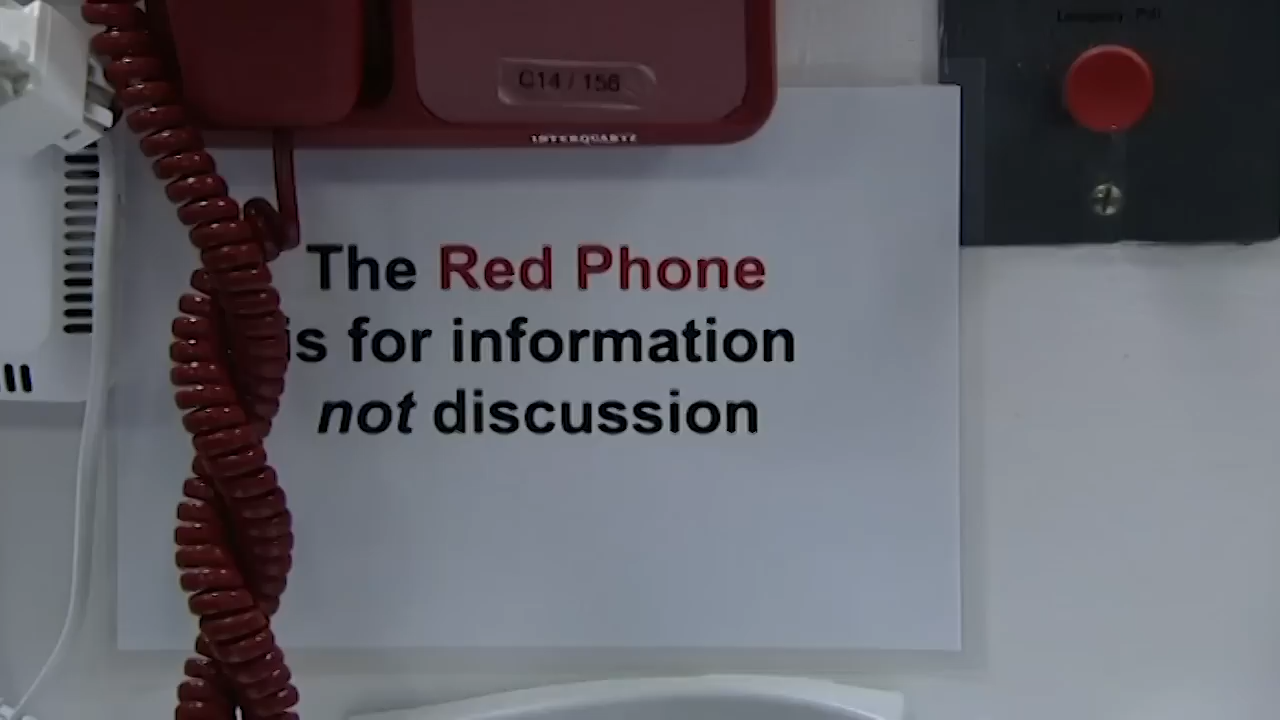 C14 / 156
INTERQUARTZ
The Red Phone
is for information
not discussion